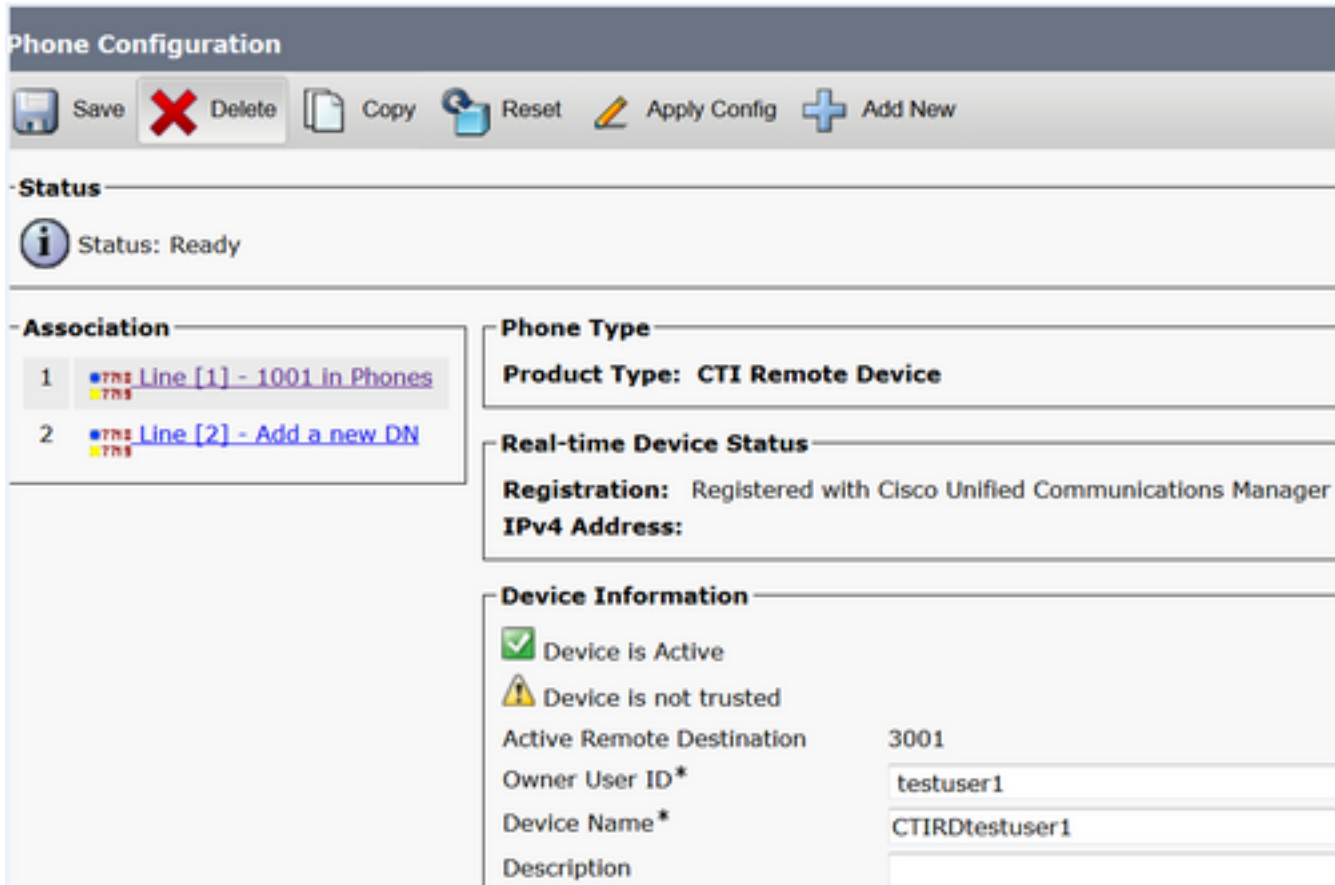 Phone Configuration
Save Delete Copy Reset Apply Config Add New
Status
Status: Ready
Association
1 Line [1] - 1001 in Phones
2 Line [2] - Add a new DN
Phone Type
Product Type: CTI Remote Device
Real-time Device Status
Registration: Registered with Cisco Unified Communications Manager
IPv4 Address:
Device Information
Device is Active
Device is not trusted
Active Remote Destination 3001
Owner User ID* testuser1
Device Name* CTIRDtestuser1
Description